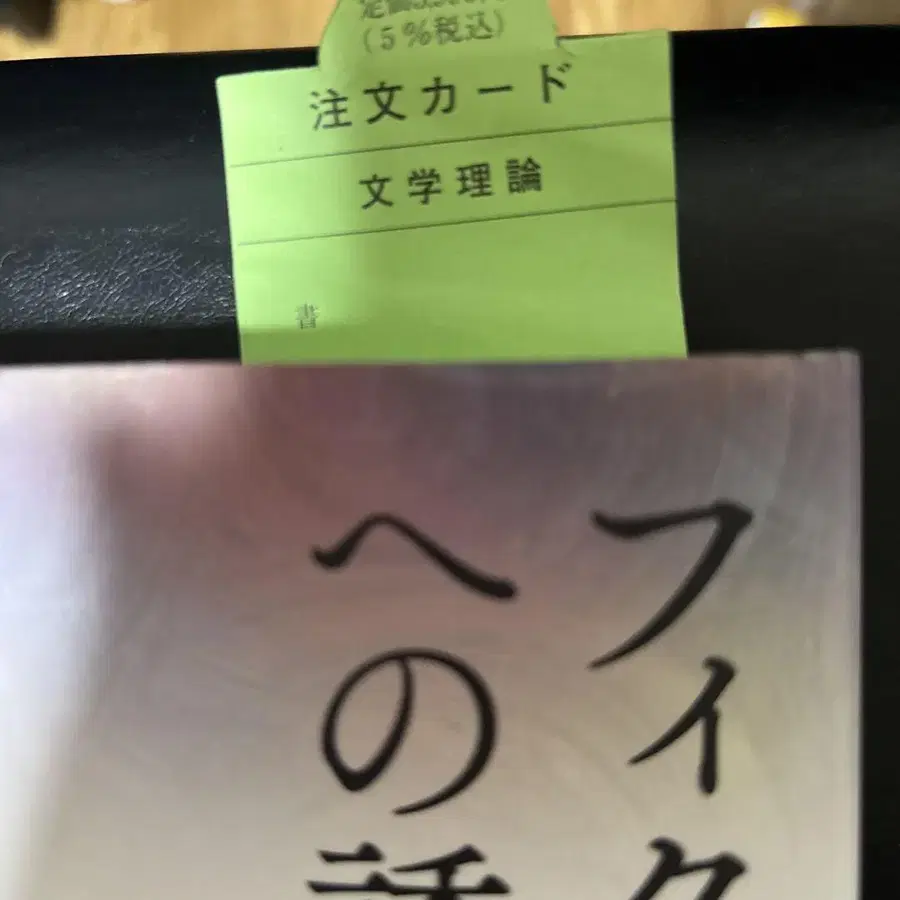 (5%税込)
注文カード
文学理論
書
フィク
への